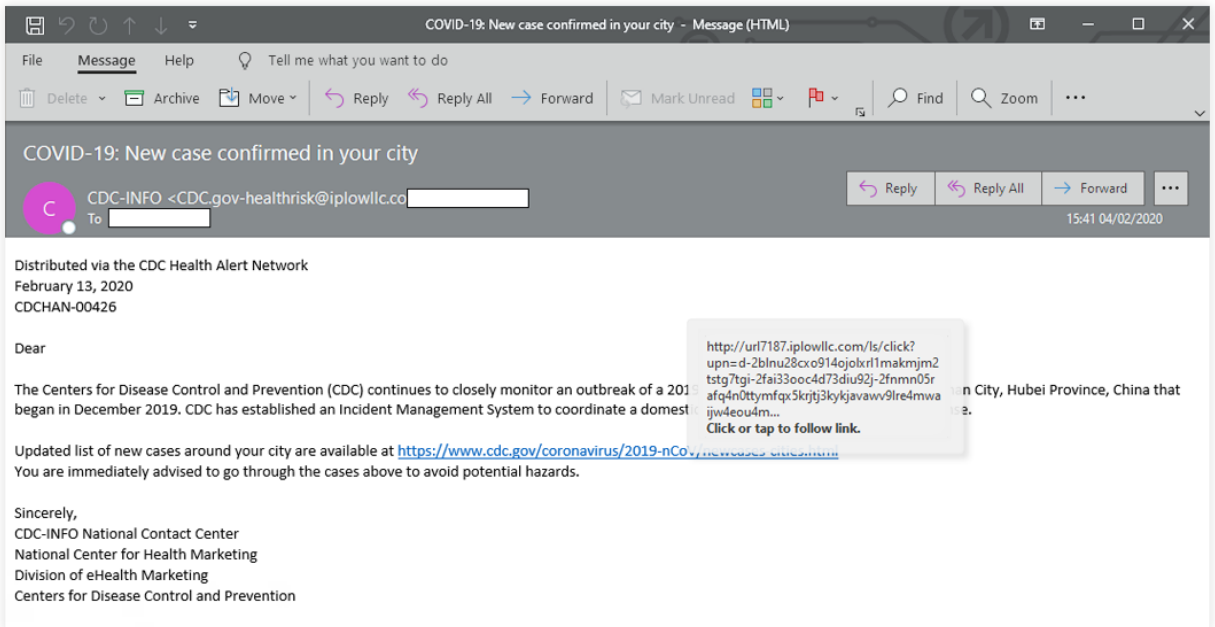 COVID-19: New case confirmed in your city - Message (HTML)
File Message Help Tell me what you want to do
Delete Archive Move Reply Reply All Forward Mark Unread Find Zoom ...
COVID-19: New case confirmed in your city
C
CDC-INFO <CDC.gov-healthrisk@iplowllc.co
To
Reply Reply All Forward ...
15:41 04/02/2020
Distributed via the CDC Health Alert Network
February 13, 2020
CDCHAN-00426
Dear
http://url7187.iplowllc.com/ls/click?
upn=d-2blnu28cxo914ojolxrl1makmjm2
tstg7tgi-2fai33ooc4d73diu92j-2fnmn05r
afq4n0ttymfqx5krjtj3kykjavawv9lre4mwa
ijw4eou4m...
Click or tap to follow link.
The Centers for Disease Control and Prevention (CDC) continues to closely monitor an outbreak of a 201 an City, Hubei Province, China that
began in December 2019. CDC has established an Incident Management System to coordinate a domest e.
Updated list of new cases around your city are available at https://www.cdc.gov/coronavirus/2019-nCoV/newcases-cities.html
You are immediately advised to go through the cases above to avoid potential hazards.
Sincerely,
CDC-INFO National Contact Center
National Center for Health Marketing
Division of eHealth Marketing
Centers for Disease Control and Prevention